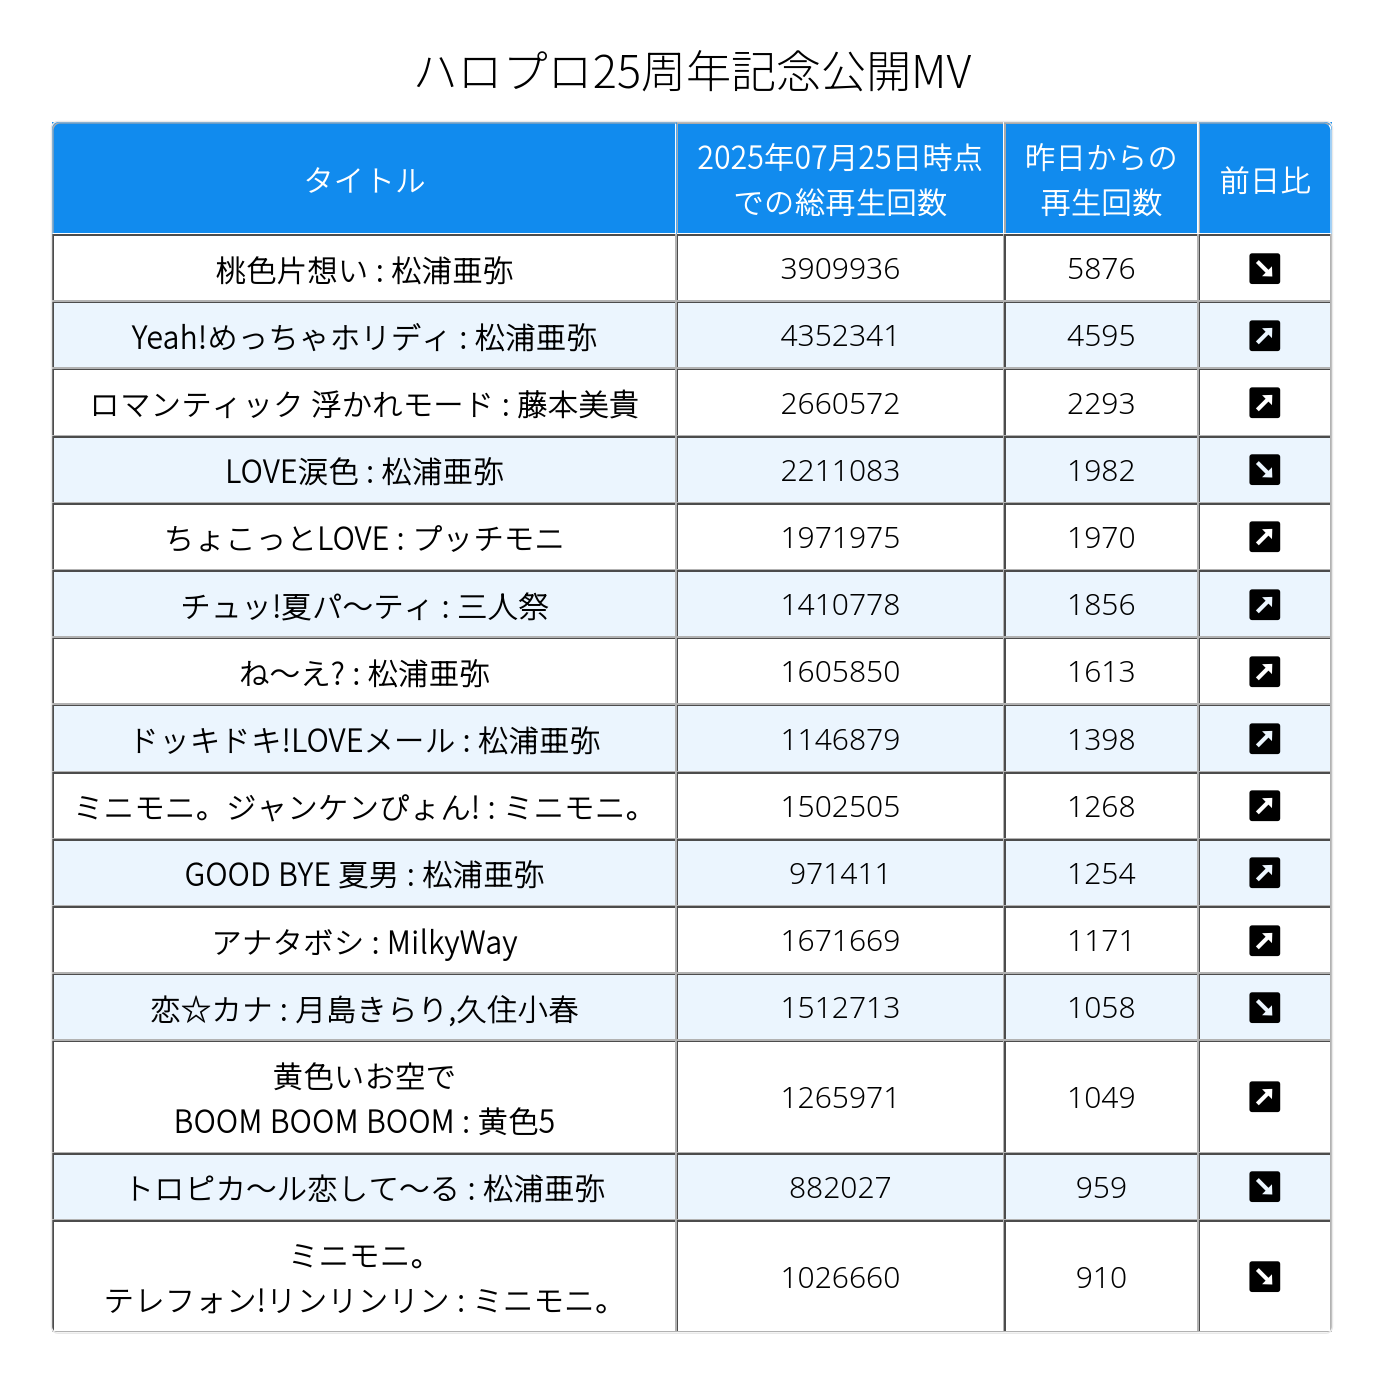 ハロプロ25周年記念公開MV
タイトル
2025年07月25日時点
での総再生回数
昨日からの
再生回数
前日比
桃色片想い : 松浦亜弥 3909936 5876 ↘
Yeah!めっちゃホリディ : 松浦亜弥 4352341 4595 ↗
ロマンティック 浮かれモード : 藤本美貴 2660572 2293 ↗
LOVE涙色 : 松浦亜弥 2211083 1982 ↘
ちょこっとLOVE : プッチモニ 1971975 1970 ↗
チュッ!夏パ〜ティ : 三人祭 1410778 1856 ↗
ね〜え? : 松浦亜弥 1605850 1613 ↗
ドッキドキ!LOVEメール : 松浦亜弥 1146879 1398 ↗
ミニモニ。ジャンケンぴょん! : ミニモニ。 1502505 1268 ↗
GOOD BYE 夏男 : 松浦亜弥 971411 1254 ↗
アナタボシ : MilkyWay 1671669 1171 ↗
恋☆カナ : 月島きらり,久住小春 1512713 1058 ↘
黄色いお空で
BOOM BOOM BOOM : 黄色5 1265971 1049 ↗
トロピカ〜ル恋して〜る : 松浦亜弥 882027 959 ↘
ミニモニ。
テレフォン!リンリンリン : ミニモニ。 1026660 910 ↘